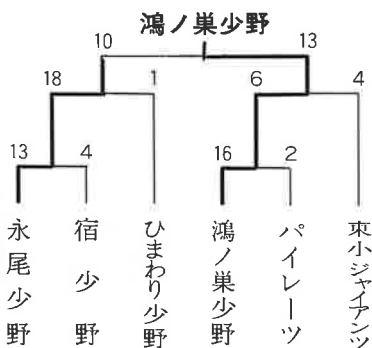 鴻ノ巣少野
10 13
18 1 6 4
13 4 16 2
永尾少野
宿少野
ひまわり少野
鴻ノ巣少野
パイレーツ
東小ジャイアンツ